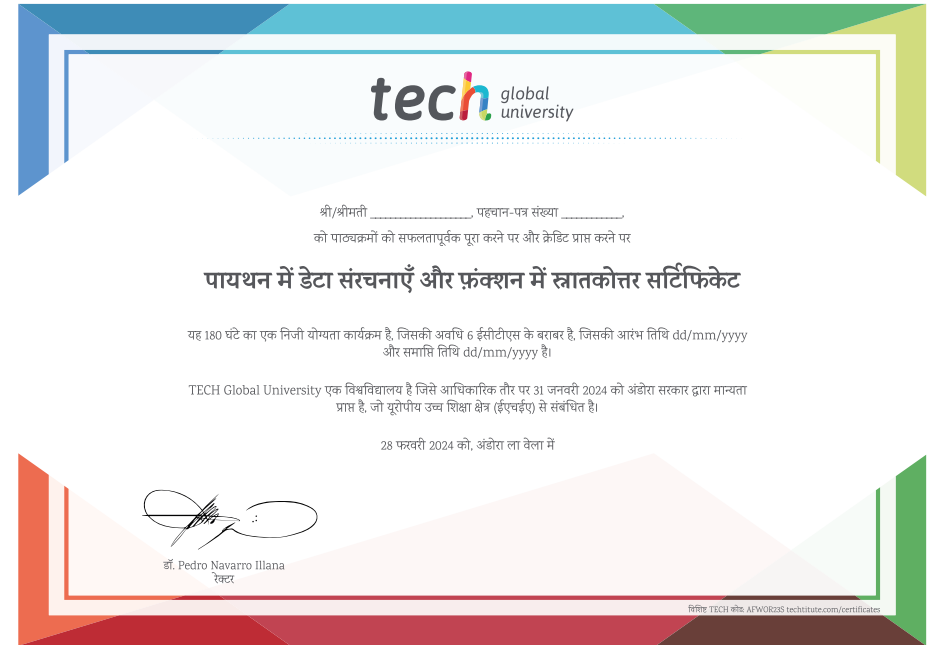 tech global
university
श्री/श्रीमती ____________________, पहचान-पत्र संख्या ____________,
को पाठ्यक्रमों को सफलतापूर्वक पूरा करने पर और क्रेडिट प्राप्त करने पर
पायथन में डेटा संरचनाएँ और फ़ंक्शन में स्नातकोत्तर सर्टिफिकेट
यह 180 घंटे का एक निजी योग्यता कार्यक्रम है, जिसकी अवधि 6 ईसीटीएस के बराबर है, जिसकी आरंभ तिथि dd/mm/yyyy
और समाप्ति तिथि dd/mm/yyyy है।
TECH Global University एक विश्वविद्यालय है जिसे आधिकारिक तौर पर 31 जनवरी 2024 को अंडोरा सरकार द्वारा मान्यता
प्राप्त है, जो यूरोपीय उच्च शिक्षा क्षेत्र (ईएचईए) से संबंधित है।
28 फरवरी 2024 को, अंडोरा ला वेला में
डॉ. Pedro Navarro Illana
रेक्टर
विशिष्ट TECH कोड: AFWOR23S techtitute.com/certificates